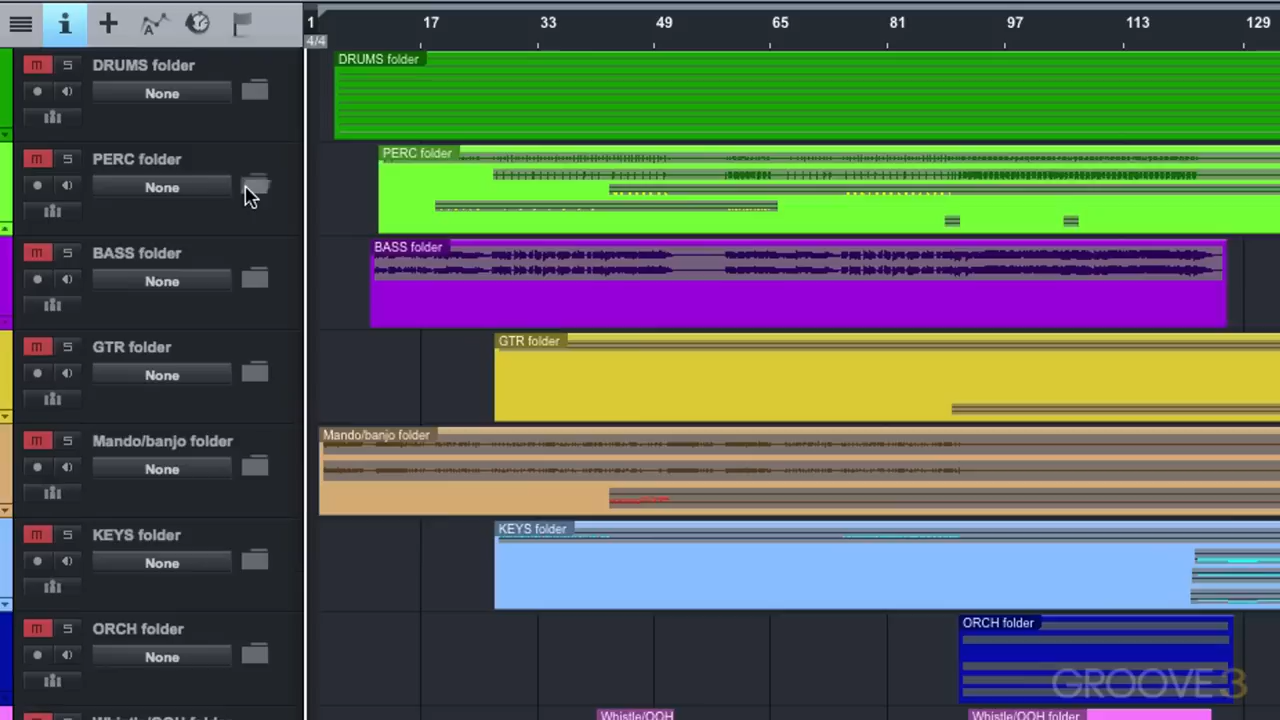 1 17 33 49 65 81 97 113 129
4/4
i + A
m S DRUMS folder
None
DRUMS folder
m S PERC folder
None
PERC folder
m S BASS folder
None
BASS folder
m S GTR folder
None
GTR folder
m S Mando/banjo folder
None
Mando/banjo folder
m S KEYS folder
None
KEYS folder
m S ORCH folder
None
ORCH folder
GROOVE3
Whistle/OOH folder
Whistle/OOH
Whistle/OOH folder